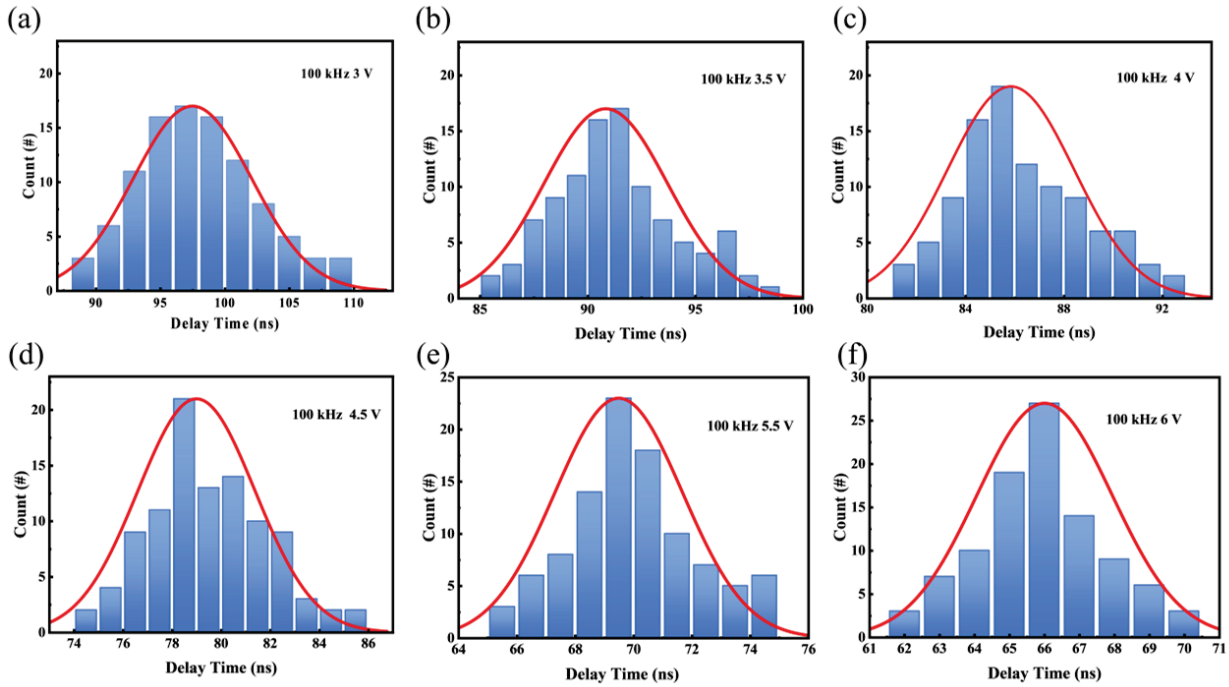 (a)
100 kHz 3 V
Count (#)
20
15
10
5
0
90 95 100 105 110
Delay Time (ns)
(b)
100 kHz 3.5 V
Count (#)
20
15
10
5
0
85 90 95 100
Delay Time (ns)
(c)
100 kHz 4 V
Count (#)
20
15
10
5
0
80 84 88 92
Delay Time (ns)
(d)
100 kHz 4.5 V
Count (#)
20
15
10
5
0
74 76 78 80 82 84 86
Delay Time (ns)
(e)
100 kHz 5.5 V
Count (#)
25
20
15
10
5
0
64 66 68 70 72 74 76
Delay Time (ns)
(f)
100 kHz 6 V
Count (#)
30
25
20
15
10
5
0
61 62 63 64 65 66 67 68 69 70 71
Delay Time (ns)